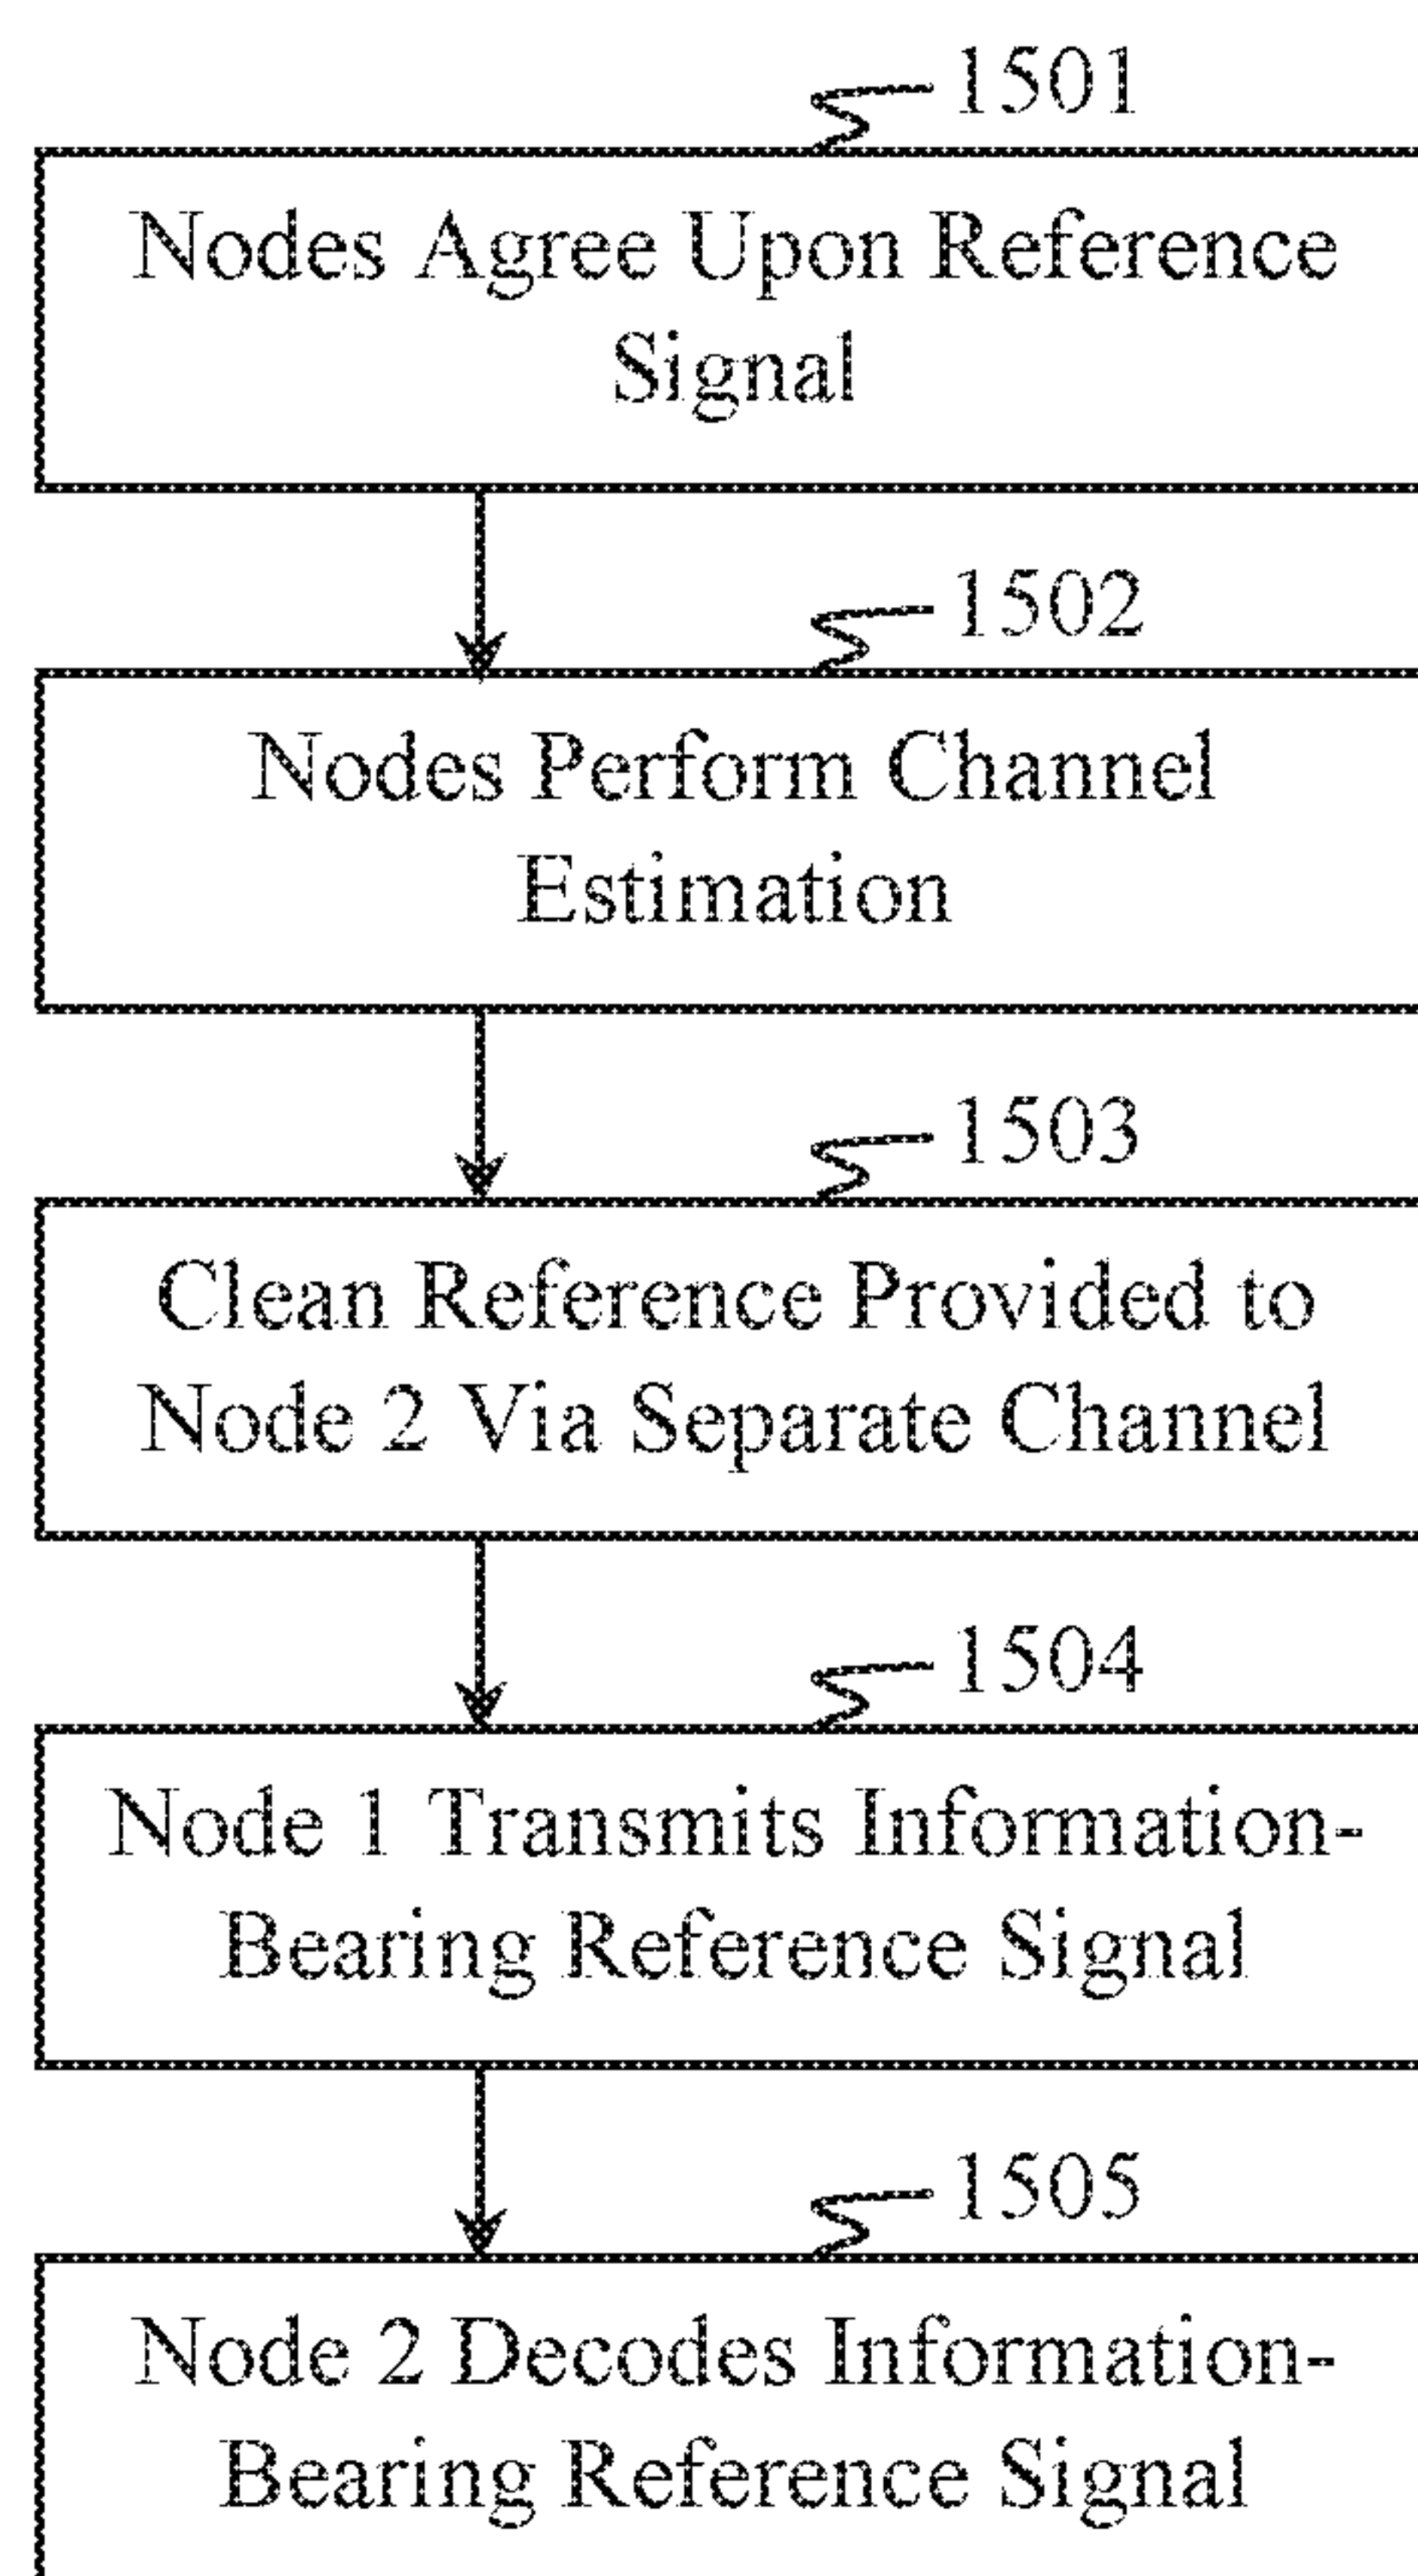 1501
Nodes Agree Upon Reference
Signal
1502
Nodes Perform Channel
Estimation
1503
Clean Reference Provided to
Node 2 Via Separate Channel
1504
Node 1 Transmits Information-
Bearing Reference Signal
1505
Node 2 Decodes Information-
Bearing Reference Signal